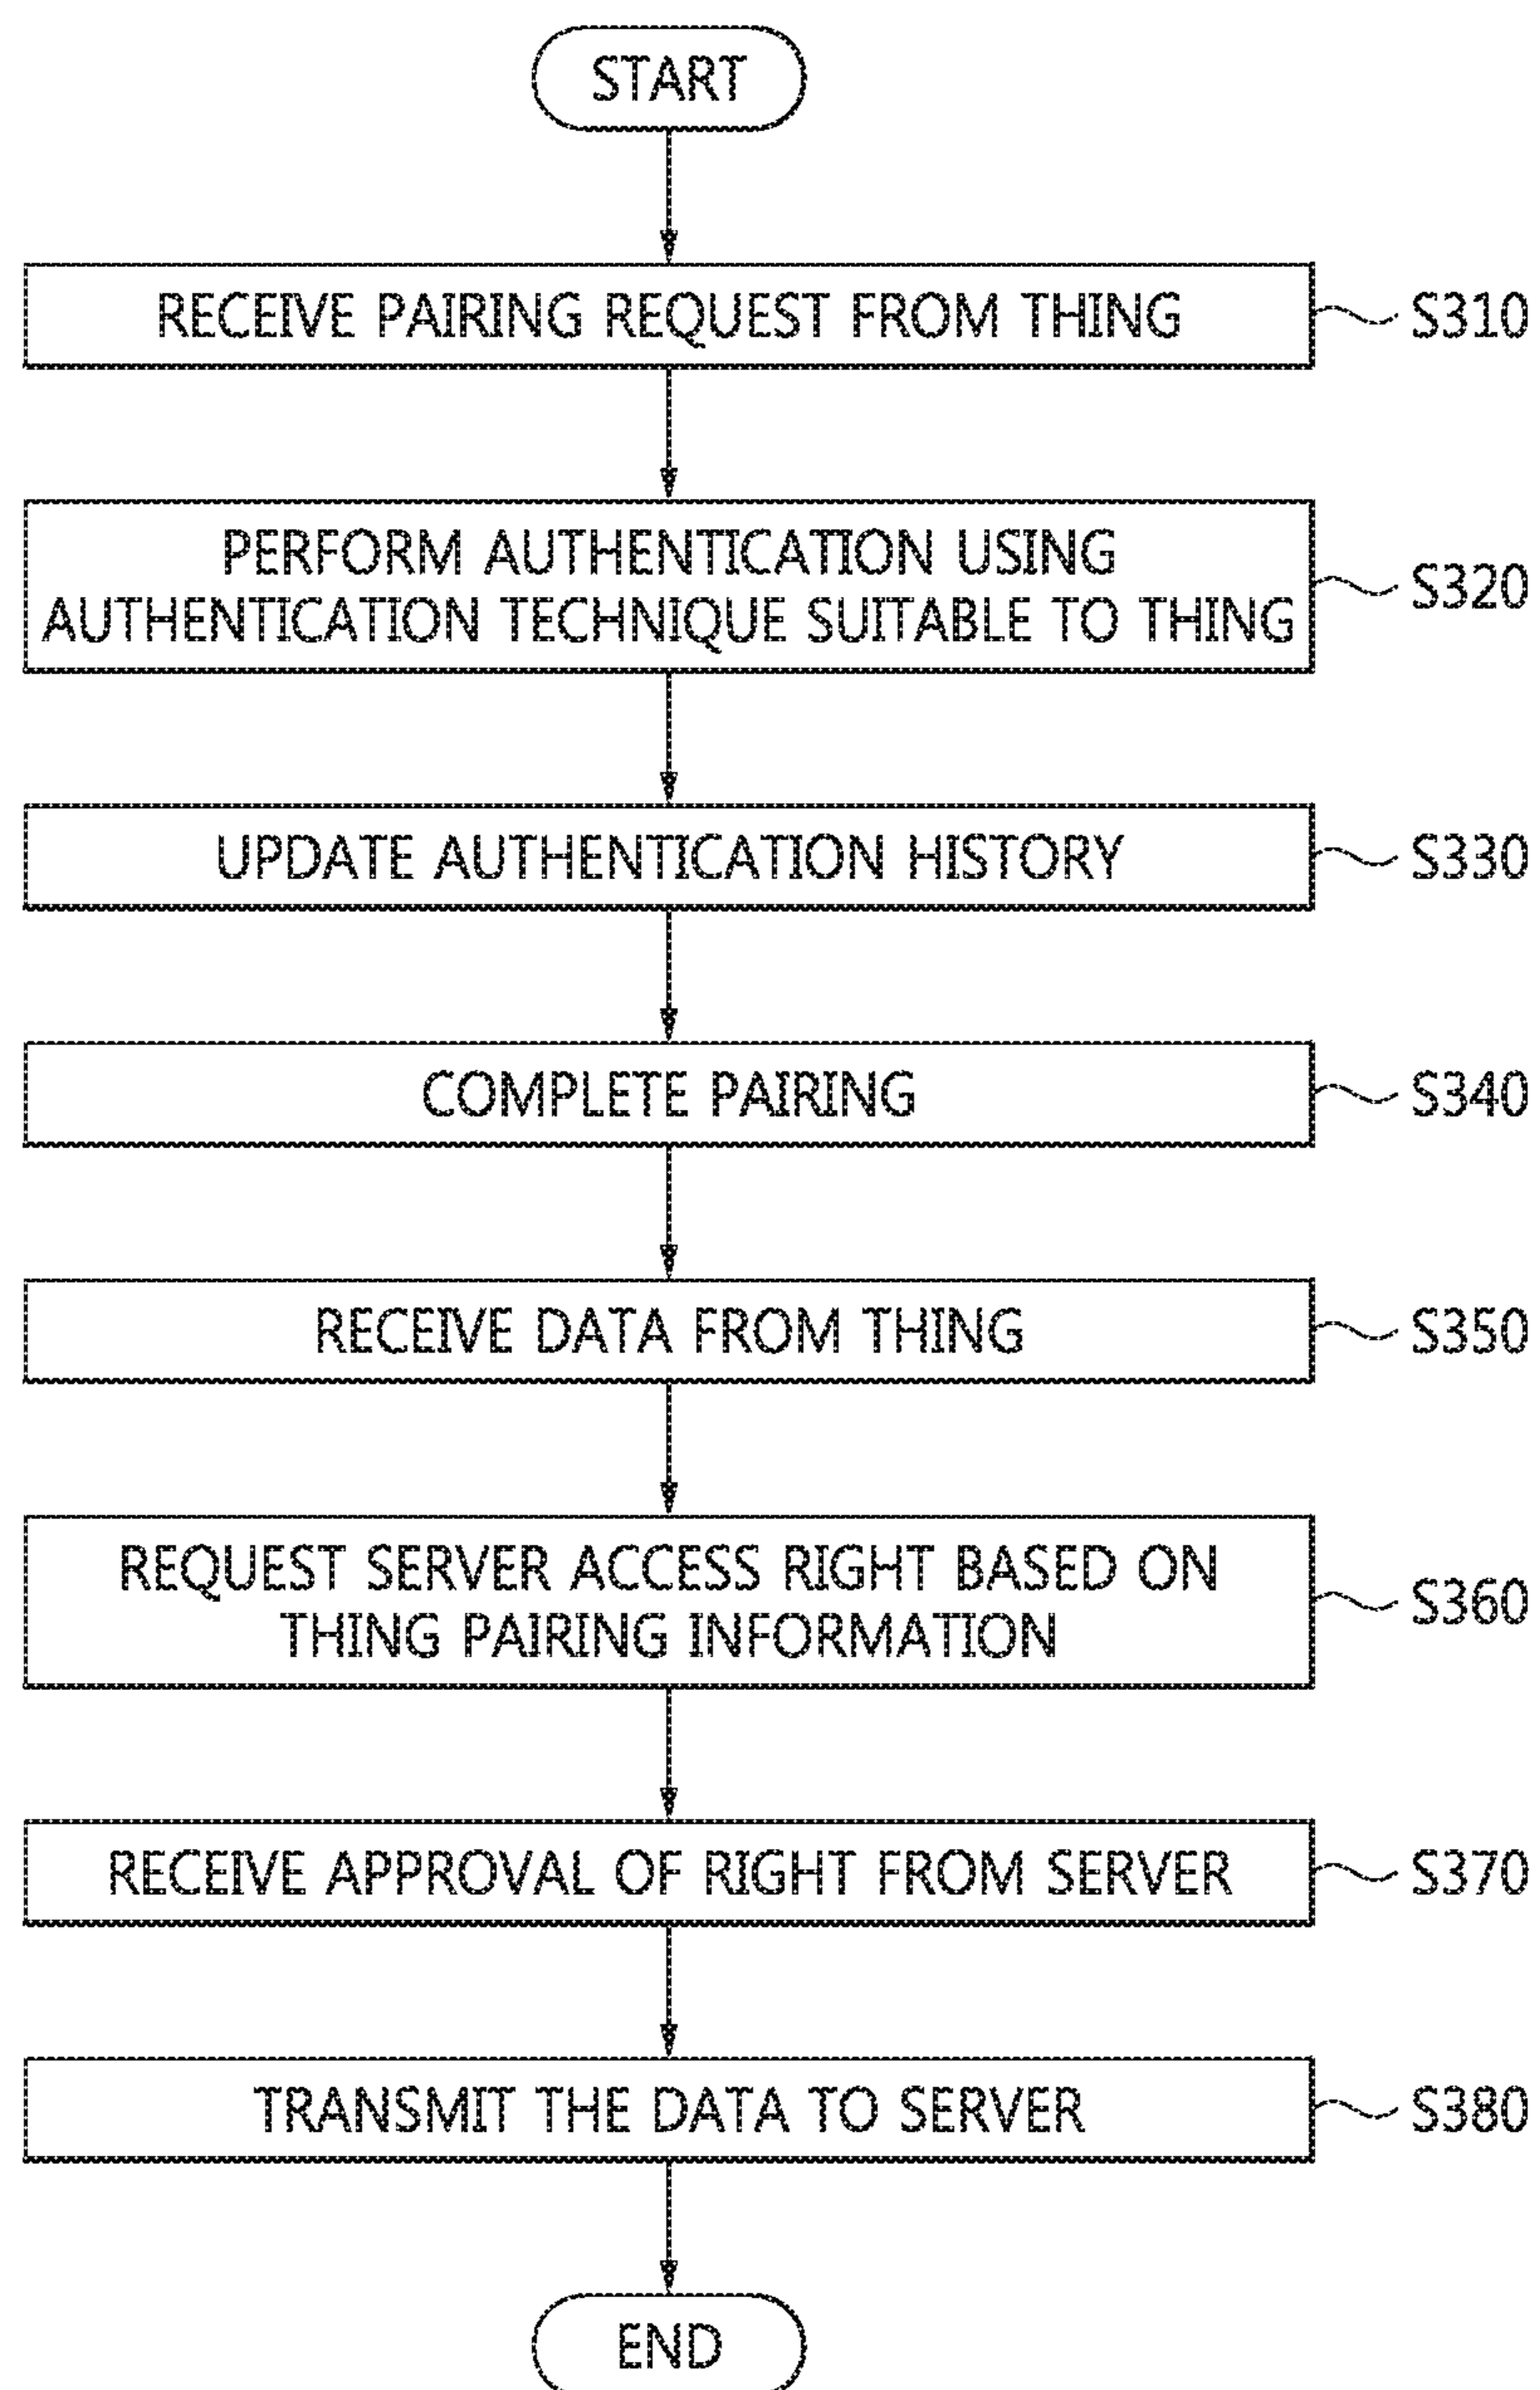 START
RECEIVE PAIRING REQUEST FROM THING
S310
PERFORM AUTHENTICATION USING
AUTHENTICATION TECHNIQUE SUITABLE TO THING
S320
UPDATE AUTHENTICATION HISTORY
S330
COMPLETE PAIRING
S340
RECEIVE DATA FROM THING
S350
REQUEST SERVER ACCESS RIGHT BASED ON
THING PAIRING INFORMATION
S360
RECEIVE APPROVAL OF RIGHT FROM SERVER
S370
TRANSMIT THE DATA TO SERVER
S380
END